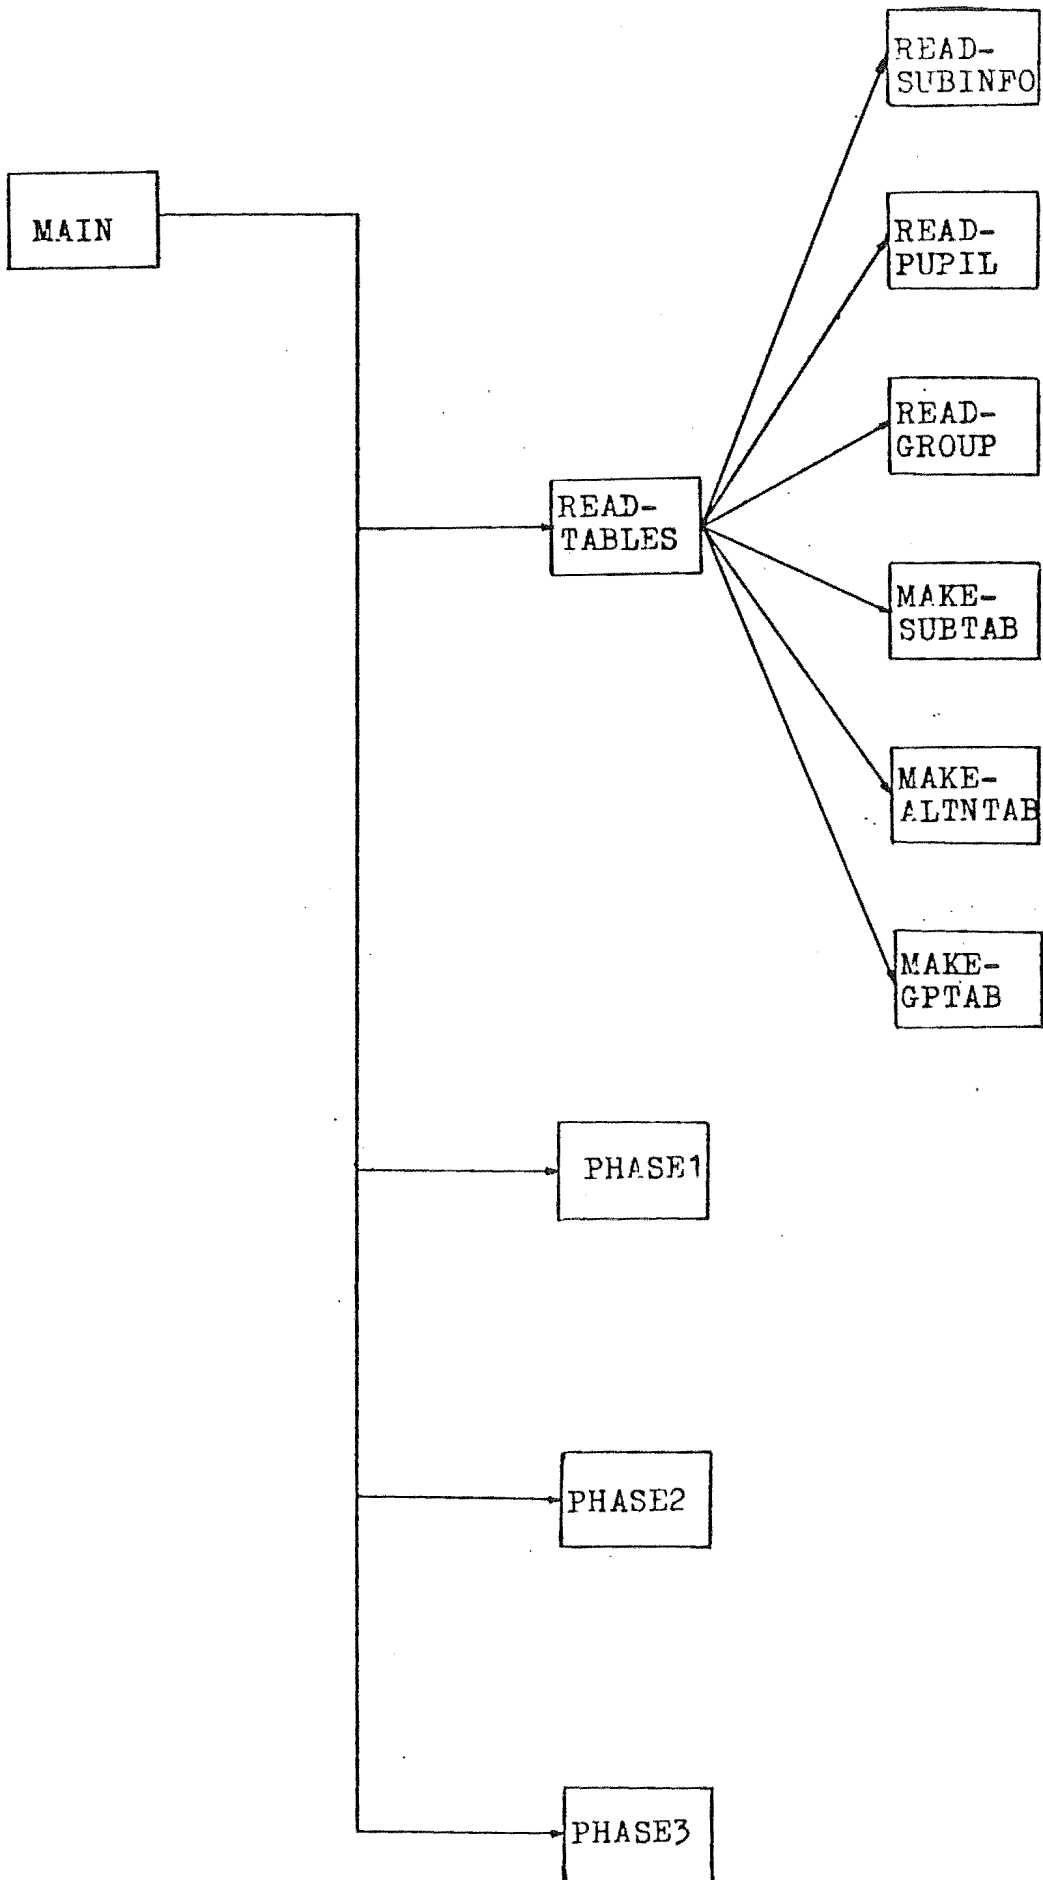 READ-
SUBINFO
MAIN
READ-
PUPIL
READ-
GROUP
READ-
TABLES
MAKE-
SUBTAB
MAKE-
ALTNTAB
MAKE-
GPTAB
PHASE1
PHASE2
PHASE3